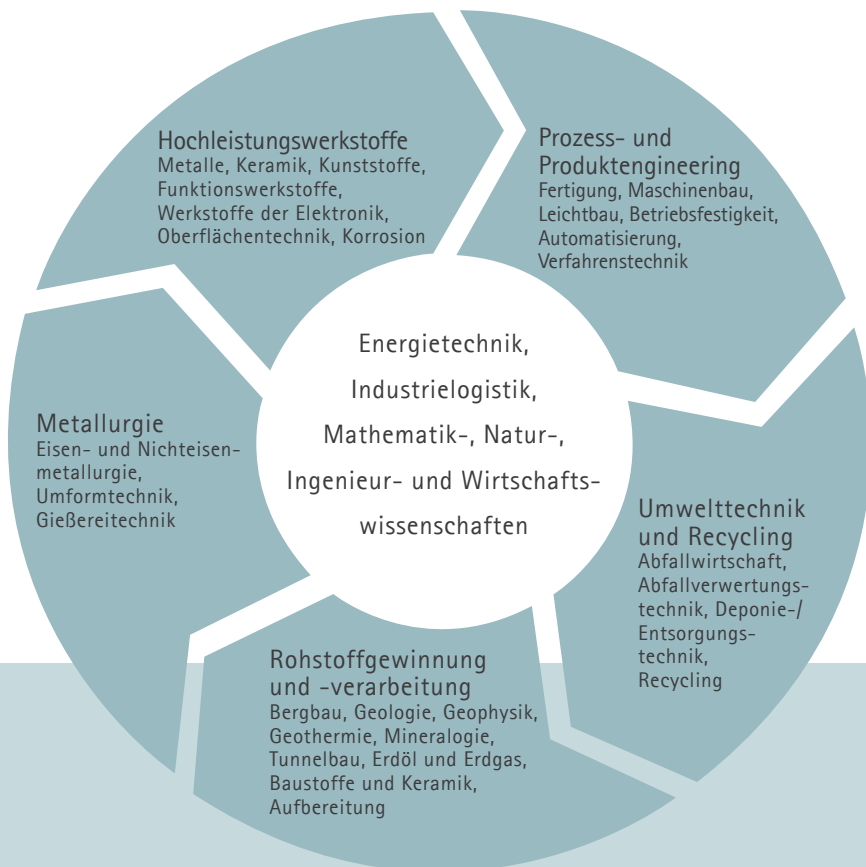 Hochleistungswerkstoffe
Metalle, Keramik, Kunststoffe,
Funktionswerkstoffe,
Werkstoffe der Elektronik,
Oberflächentechnik, Korrosion
Prozess- und
Produktengineering
Fertigung, Maschinenbau,
Leichtbau, Betriebsfestigkeit,
Automatisierung,
Verfahrenstechnik
Energietechnik,
Industrielogistik,
Mathematik-, Natur-,
Ingenieur- und Wirtschafts-
wissenschaften
Metallurgie
Eisen- und Nichteisen-
metallurgie,
Umformtechnik,
Gießereitechnik
Umwelttechnik
und Recycling
Abfallwirtschaft,
Abfallverwertungs-
technik, Deponie-/
Entsorgungs-
technik,
Recycling
Rohstoffgewinnung
und -verarbeitung
Bergbau, Geologie, Geophysik,
Geothermie, Mineralogie,
Tunnelbau, Erdöl und Erdgas,
Baustoffe und Keramik,
Aufbereitung